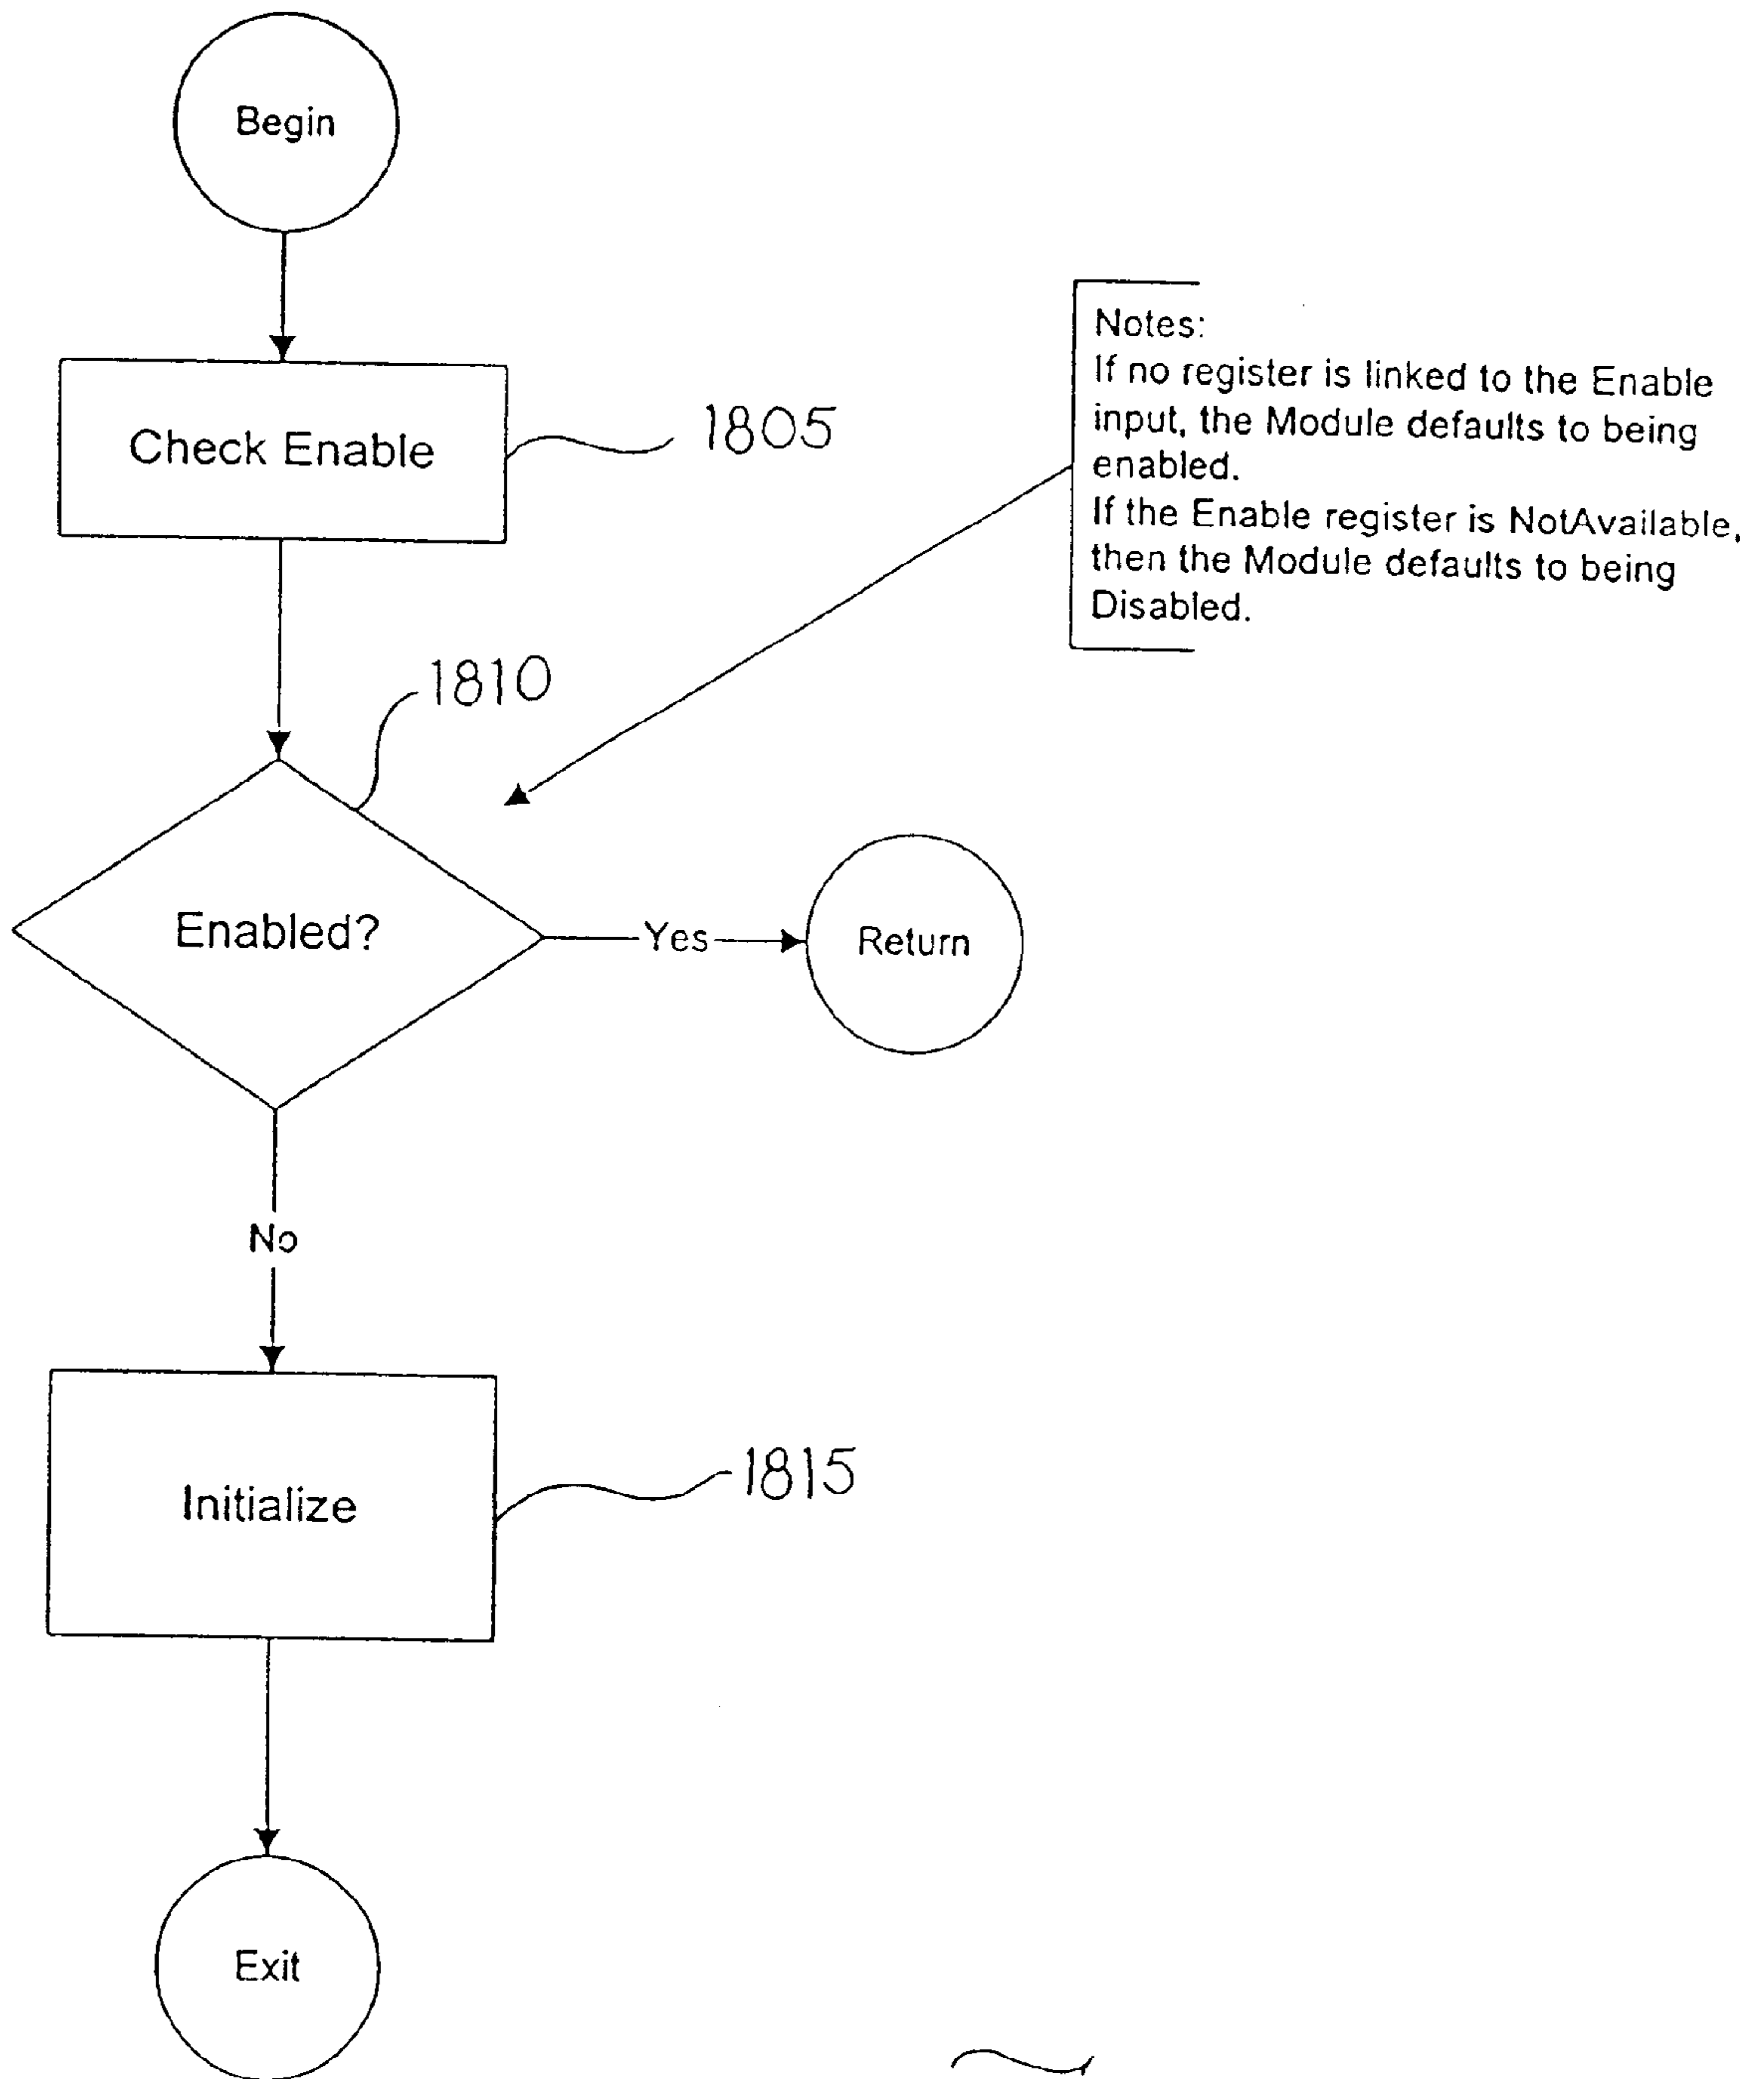 Begin
Check Enable
1805
Notes:
If no register is linked to the Enable
input, the Module defaults to being
enabled.
If the Enable register is NotAvailable,
then the Module defaults to being
Disabled.
1810
Enabled?
Yes
Return
No
Initialize
1815
Exit